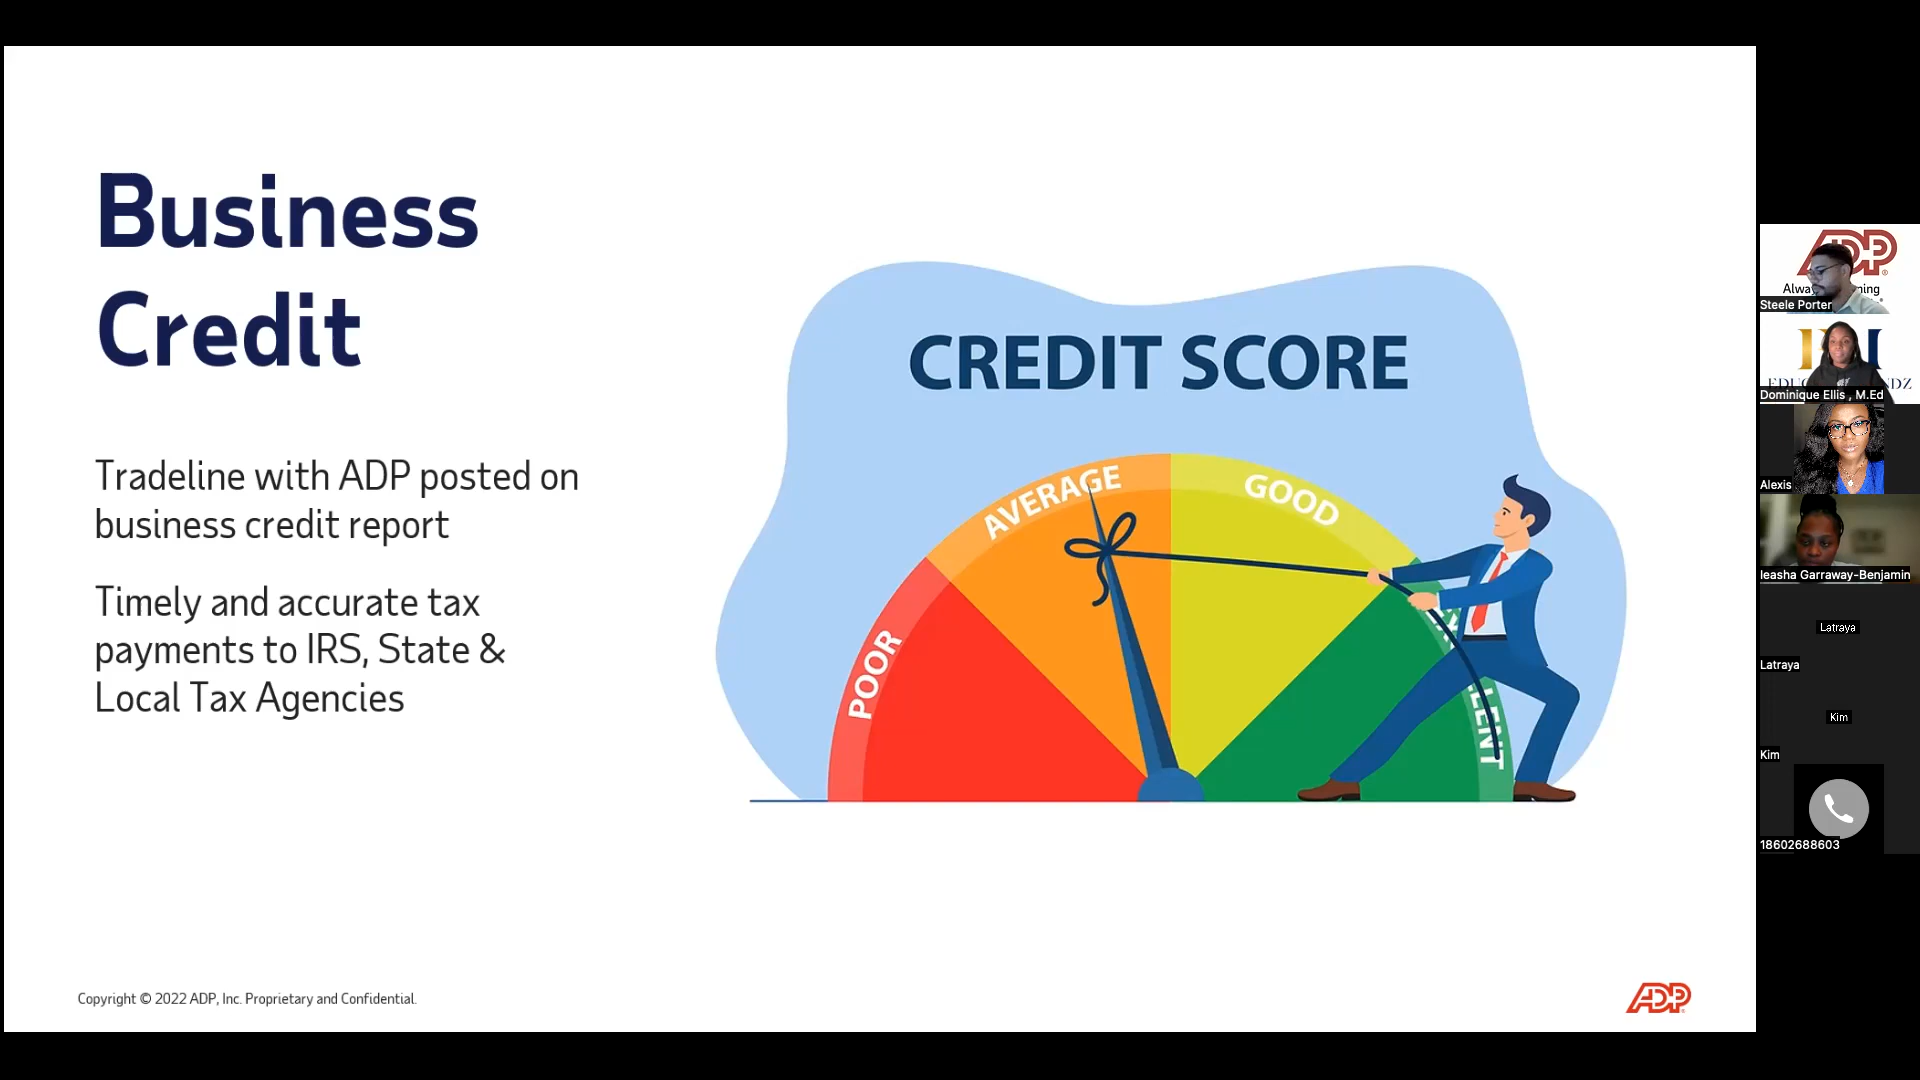 Business
Credit
Tradeline with ADP posted on
business credit report
Timely and accurate tax
payments to IRS, State &
Local Tax Agencies
CREDIT SCORE
POOR
AVERAGE
GOOD
LENT
Copyright © 2022 ADP, Inc. Proprietary and Confidential.
ADP
ADP
Steele Porter
Dominique Ellis , M.Ed
Alexis
Ieasha Garraway-Benjamin
Latraya
Latraya
Kim
Kim
18602688603